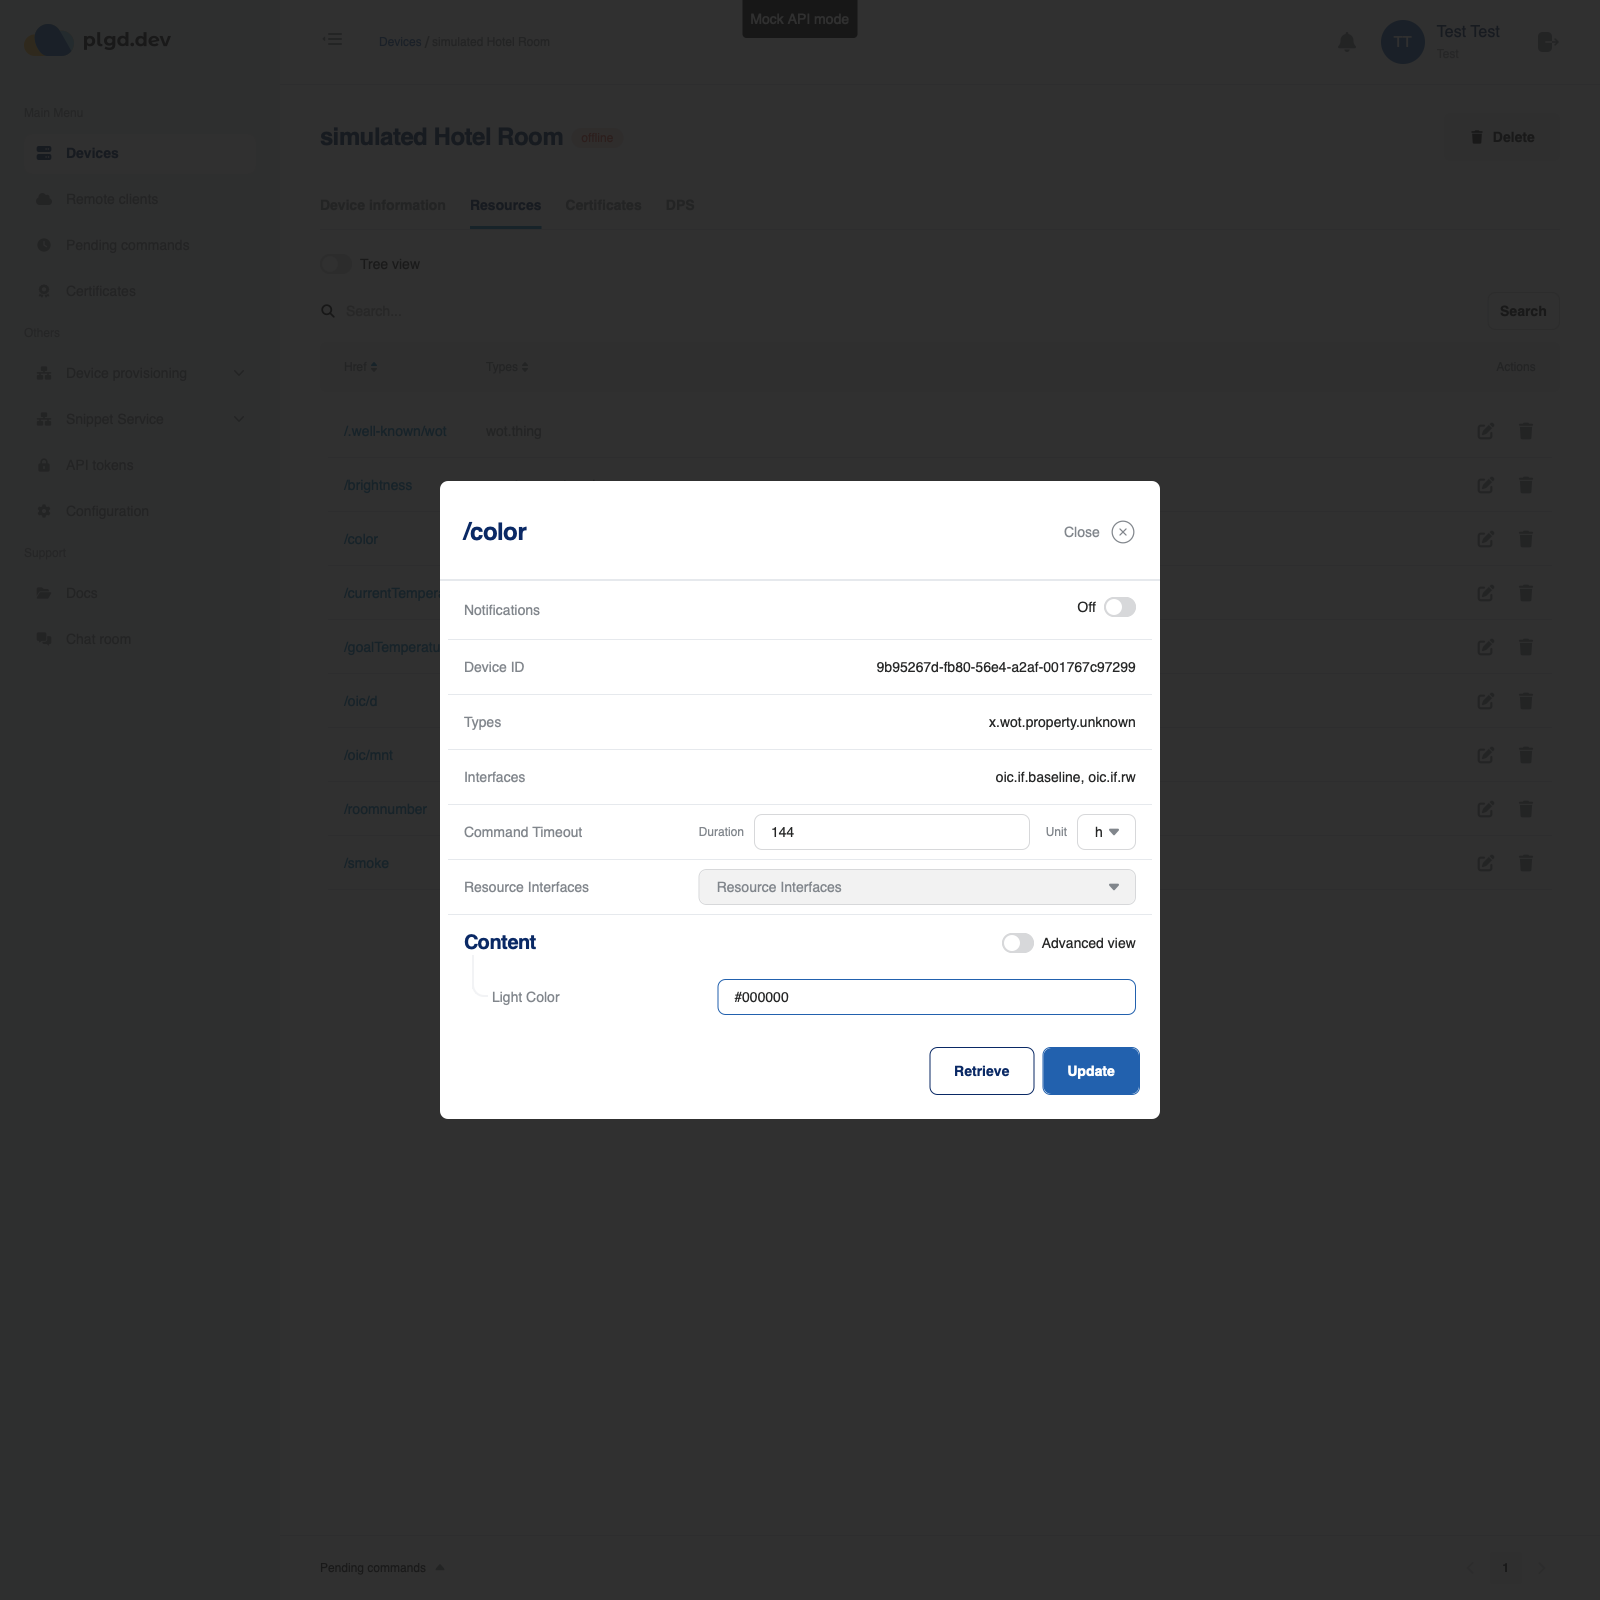 Mock API mode
plgd.dev
Devices / simulated Hotel Room
TT
Test Test
Test
Main Menu
Devices
Remote clients
Pending commands
Certificates
Others
Device provisioning
Snippet Service
API tokens
Configuration
Support
Docs
Chat room
simulated Hotel Room
offline
Delete
Device information
Resources
Certificates
DPS
Tree view
Search...
Search
Href
Types
Actions
/.well-known/wot
wot.thing
/brightness
/color
/currentTempera
/goalTemperatu
/oic/d
/oic/mnt
/roomnumber
/smoke
/color
Close
Notifications
Off
Device ID
9b95267d-fb80-56e4-a2af-001767c97299
Types
x.wot.property.unknown
Interfaces
oic.if.baseline, oic.if.rw
Command Timeout
Duration
144
Unit
h
Resource Interfaces
Resource Interfaces
Content
Advanced view
Light Color
#000000
Retrieve
Update
Pending commands
1